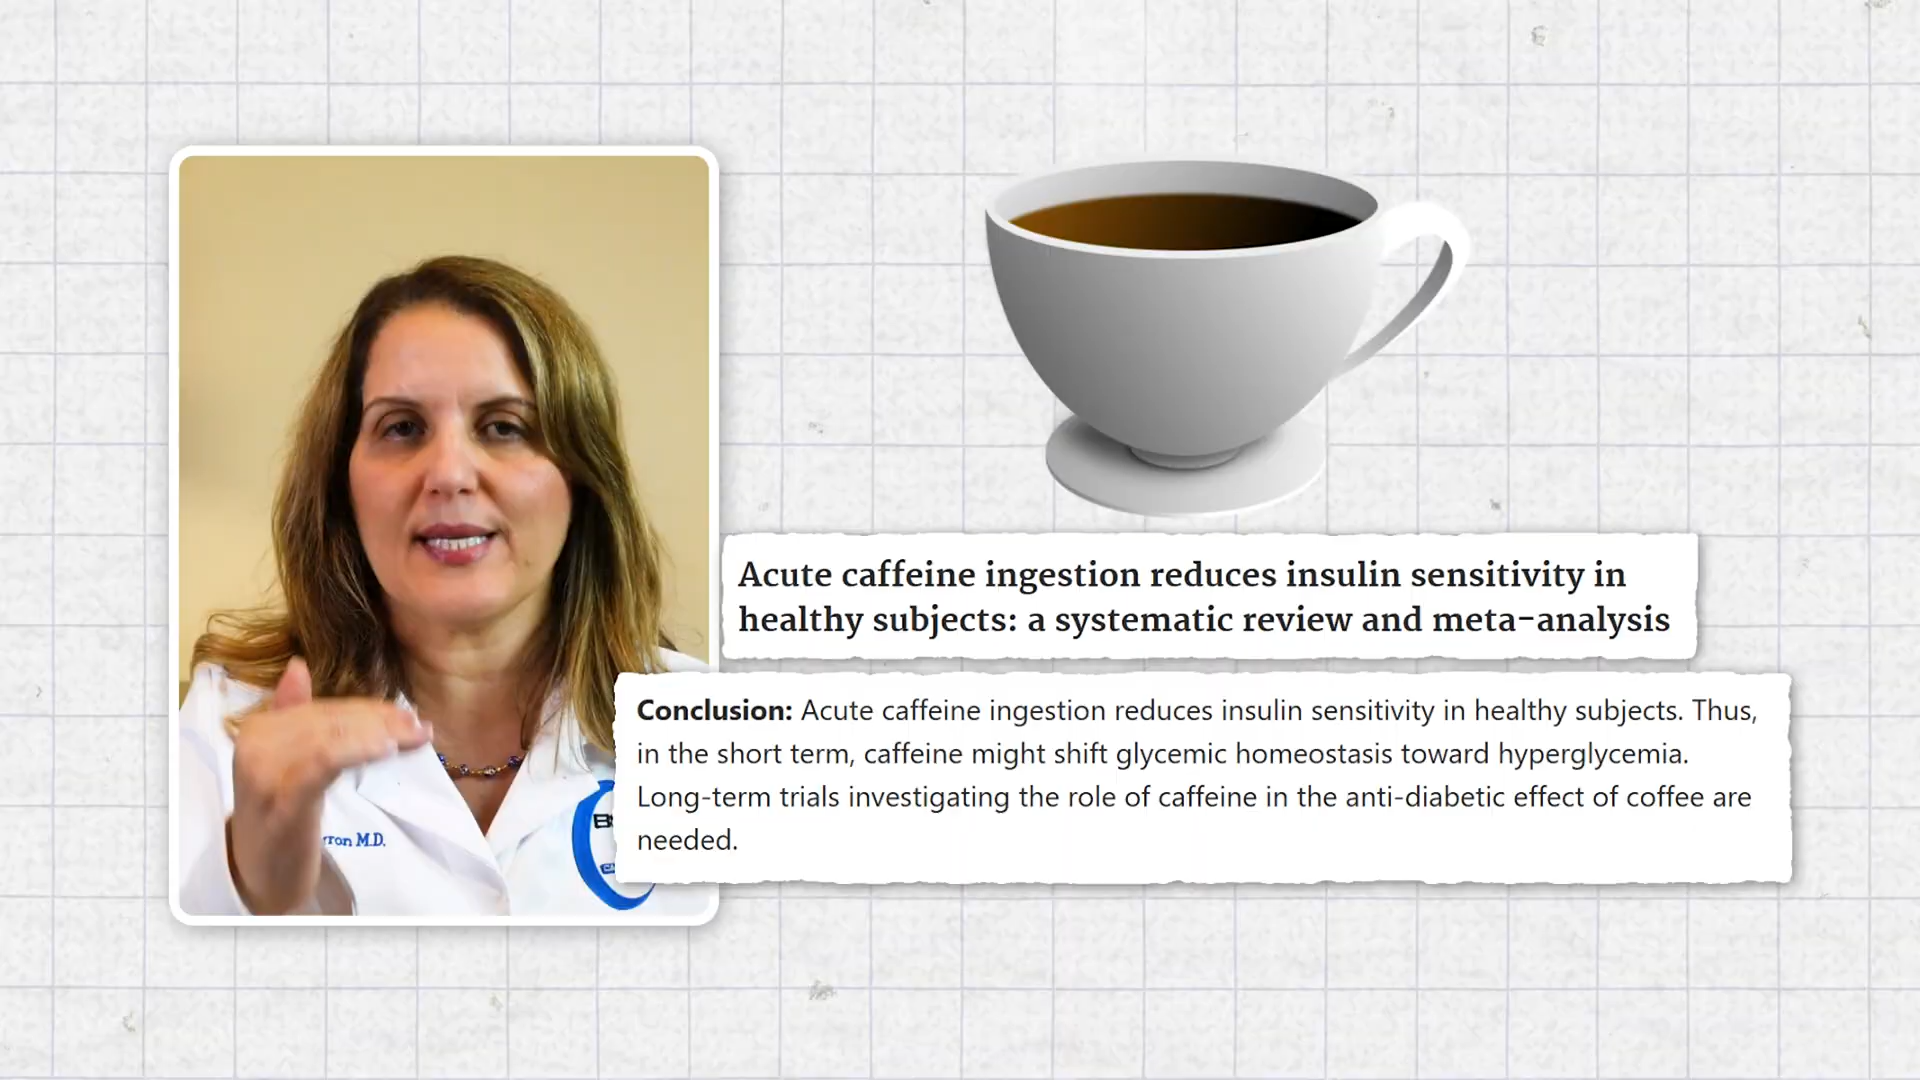 Acute caffeine ingestion reduces insulin sensitivity in
healthy subjects: a systematic review and meta-analysis
Conclusion: Acute caffeine ingestion reduces insulin sensitivity in healthy subjects. Thus,
in the short term, caffeine might shift glycemic homeostasis toward hyperglycemia.
Long-term trials investigating the role of caffeine in the anti-diabetic effect of coffee are
needed.
M.D.